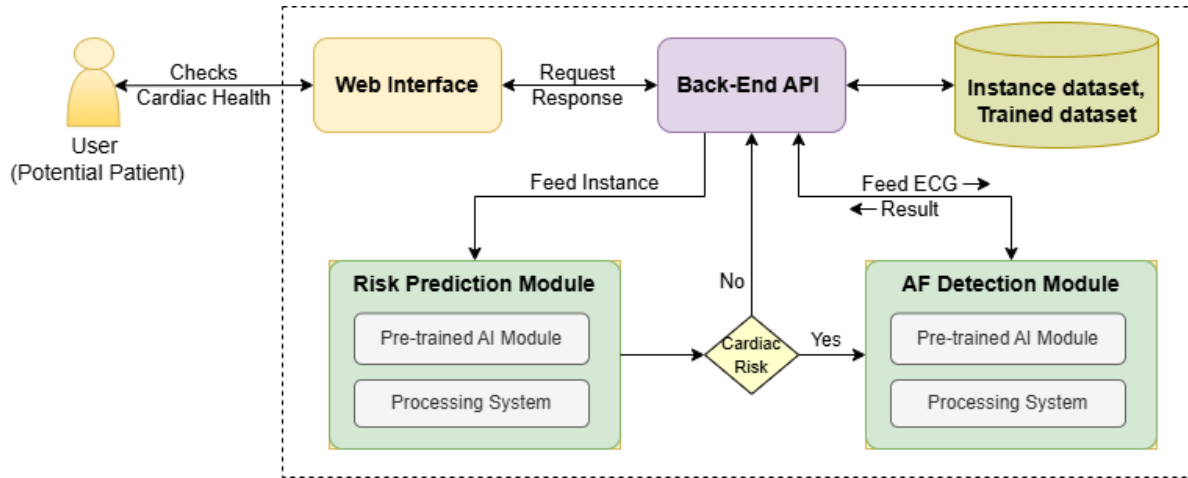 Checks
Cardiac Health
User
(Potential Patient)
Web Interface
Request
Response
Back-End API
Instance dataset,
Trained dataset
Feed Instance
Feed ECG →
← Result
Risk Prediction Module
Pre-trained AI Module
Processing System
No
Cardiac
Risk
Yes
AF Detection Module
Pre-trained AI Module
Processing System